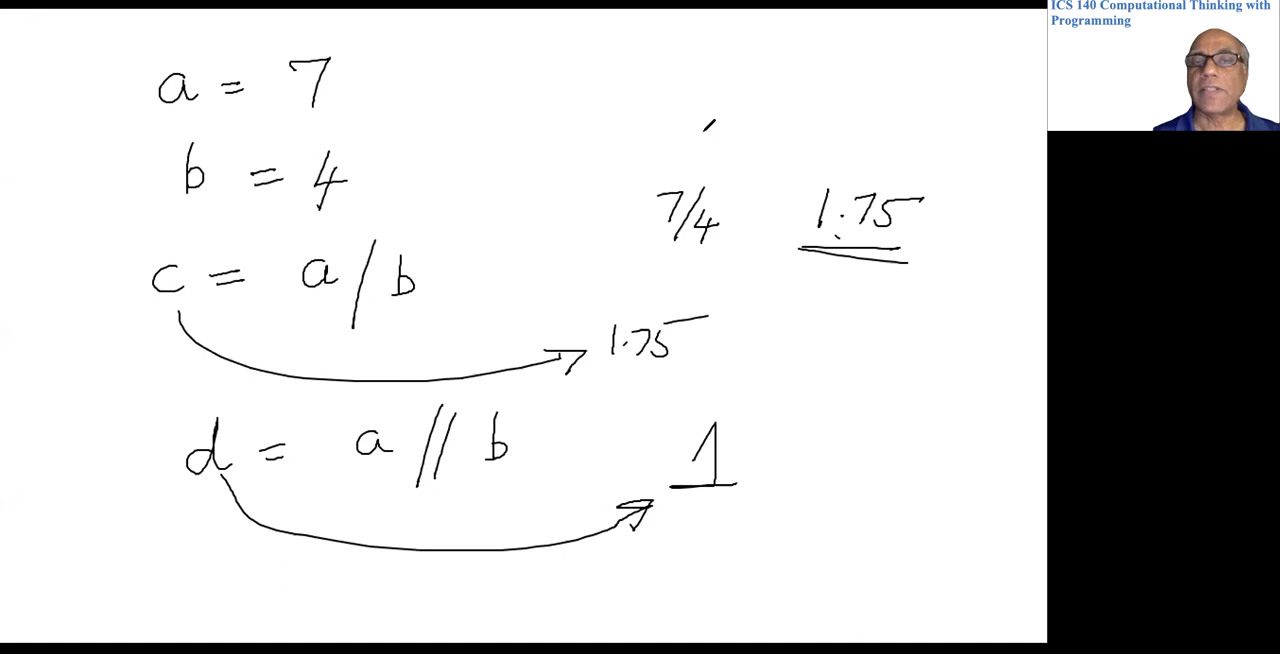 ICS 140 Computational Thinking with
Programming
a = 7
b = 4
7/4 1.75
c = a / b
1.75
d = a // b 1